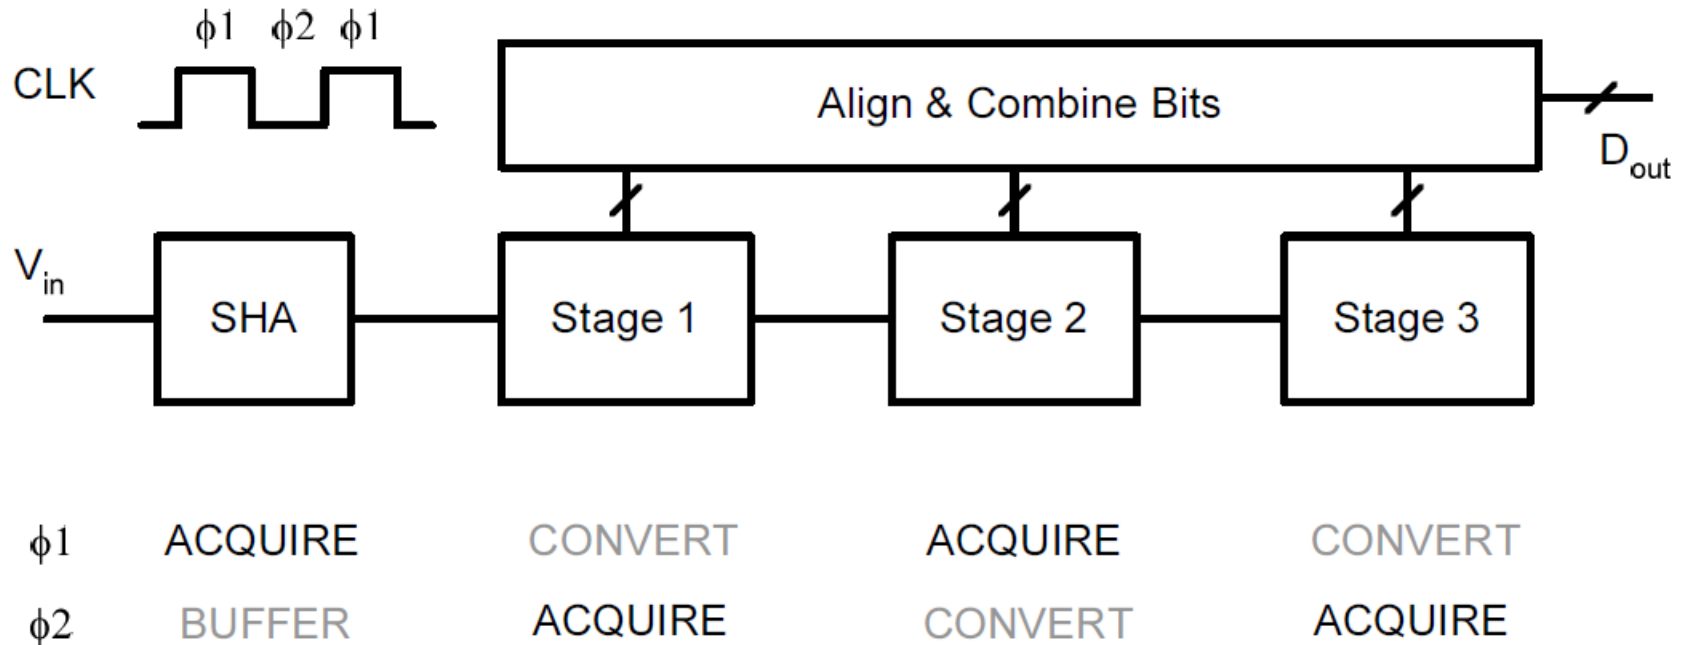 ϕ1 ϕ2 ϕ1
CLK
Align & Combine Bits
Dout
Vin
SHA
Stage 1
Stage 2
Stage 3
ϕ1 ACQUIRE CONVERT ACQUIRE CONVERT
ϕ2 BUFFER ACQUIRE CONVERT ACQUIRE